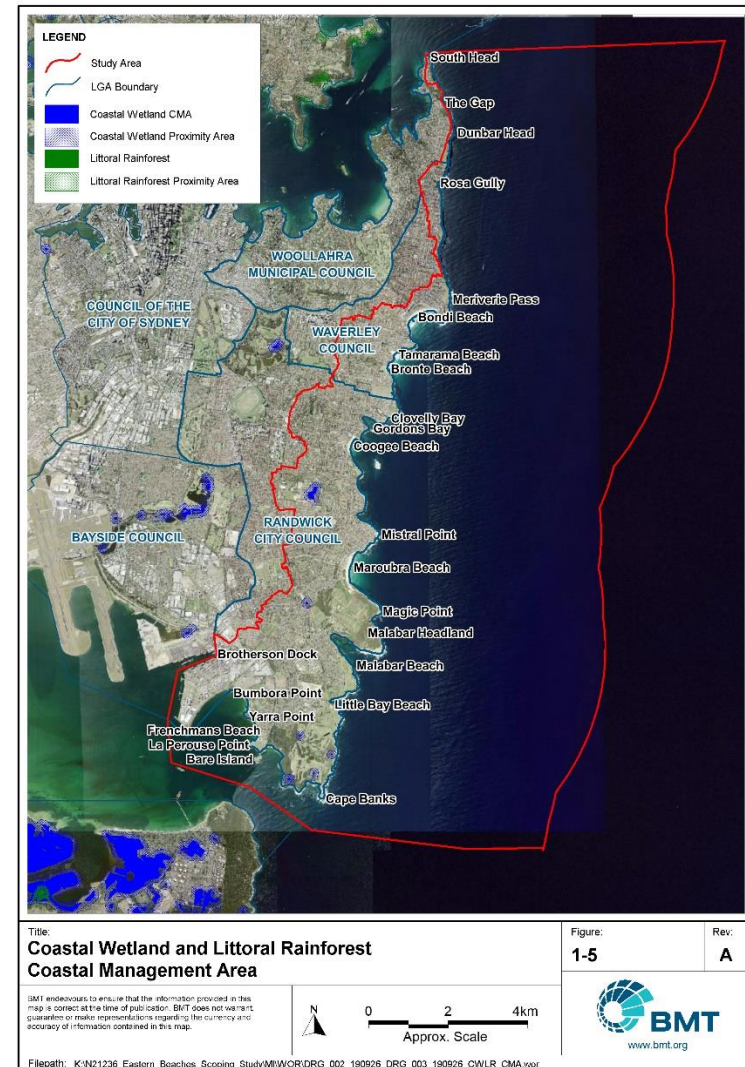 LEGEND
Study Area
LGA Boundary
Coastal Wetland CMA
Coastal Wetland Proximity Area
Littoral Rainforest
Littoral Rainforest Proximity Area
South Head
The Gap
Dunbar Head
Rosa Gully
WOOLLAHRA
MUNICIPAL COUNCIL
Meriverie Pass
COUNCIL OF THE
CITY OF SYDNEY
Bondi Beach
WAVERLEY
COUNCIL
Tamarama Beach
Bronte Beach
Clovelly Bay
Gordons Bay
Coogee Beach
RANDWICK
CITY COUNCIL
BAYSIDE COUNCIL
Mistral Point
Maroubra Beach
Magic Point
Malabar Headland
Brotherson Dock
Malabar Beach
Bumbora Point
Little Bay Beach
Yarra Point
Frenchmans Beach
La Perouse Point
Bare Island
Cape Banks
Title:
Coastal Wetland and Littoral Rainforest
Coastal Management Area
Figure:
1-5
Rev:
A
BMT endeavours to ensure that the information provided in this
map is correct at the time of publication. BMT does not warrant,
guarantee or make representations regarding the currency and
accuracy of information contained in this map.
N
0 2 4km
Approx. Scale
BMT
www.bmt.org
Filepath: K:\N21236_Eastern_Beaches_Scoping_Study\MI\WOR\DRG_002_190926_DRG_003_190926_CWLR_CMA.wor